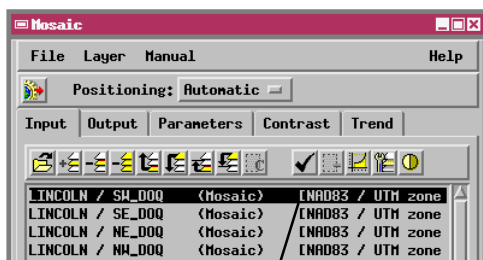 Mosaic
File Layer Manual Help
Positioning: Automatic
Input Output Parameters Contrast Trend
LINCOLN / SW_DOQ (Mosaic) [NAD83 / UTM zone
LINCOLN / SE_DOQ (Mosaic) [NAD83 / UTM zone
LINCOLN / NE_DOQ (Mosaic) [NAD83 / UTM zone
LINCOLN / NW_DOQ (Mosaic) [NAD83 / UTM zone